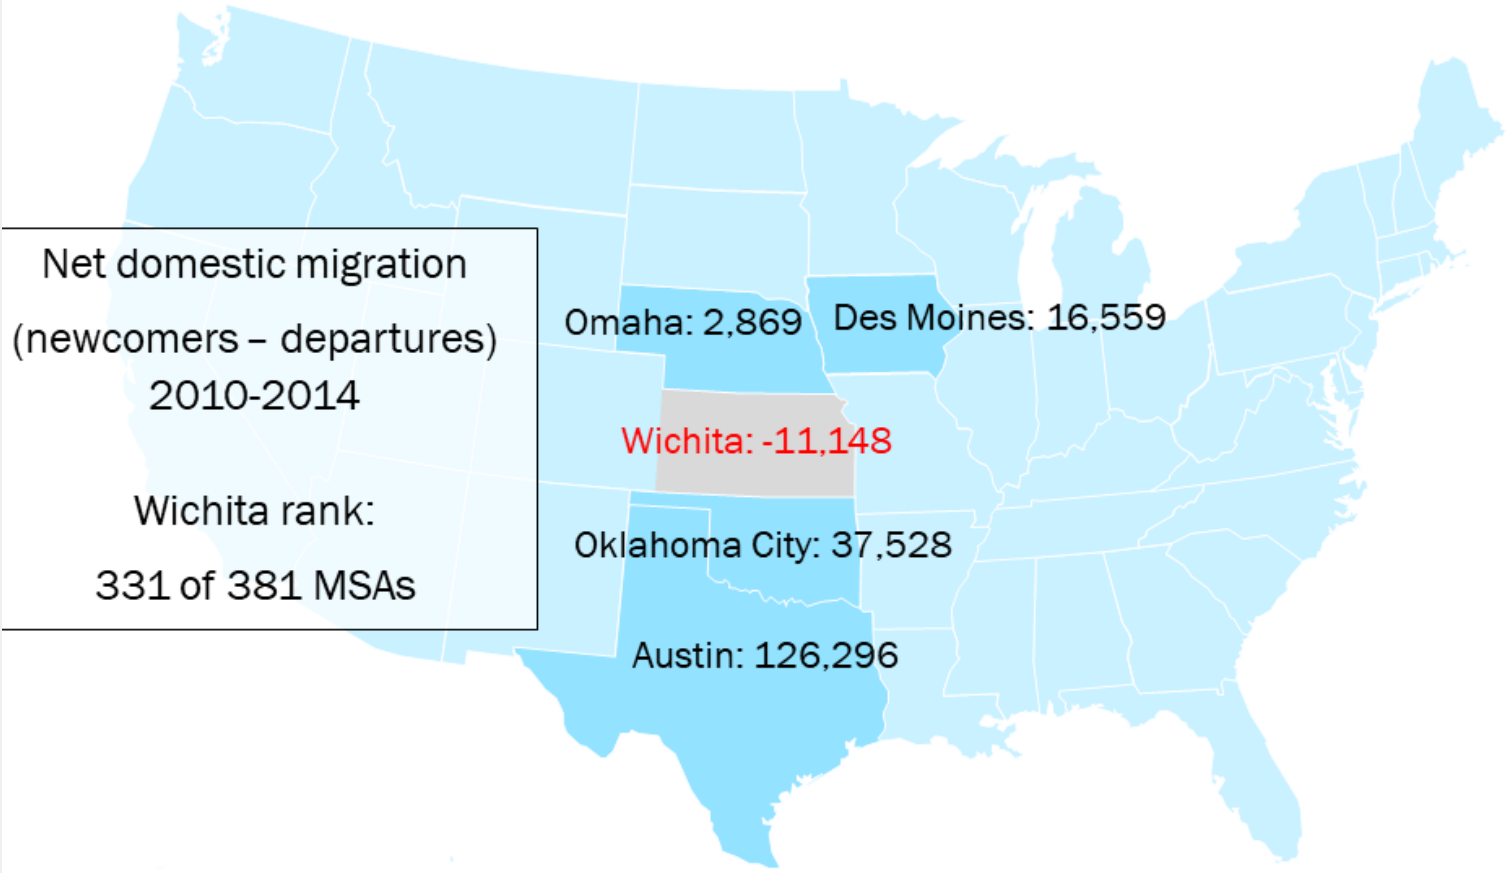 Net domestic migration
(newcomers – departures)
2010-2014
Wichita rank:
331 of 381 MSAs
Omaha: 2,869
Des Moines: 16,559
Wichita: -11,148
Oklahoma City: 37,528
Austin: 126,296